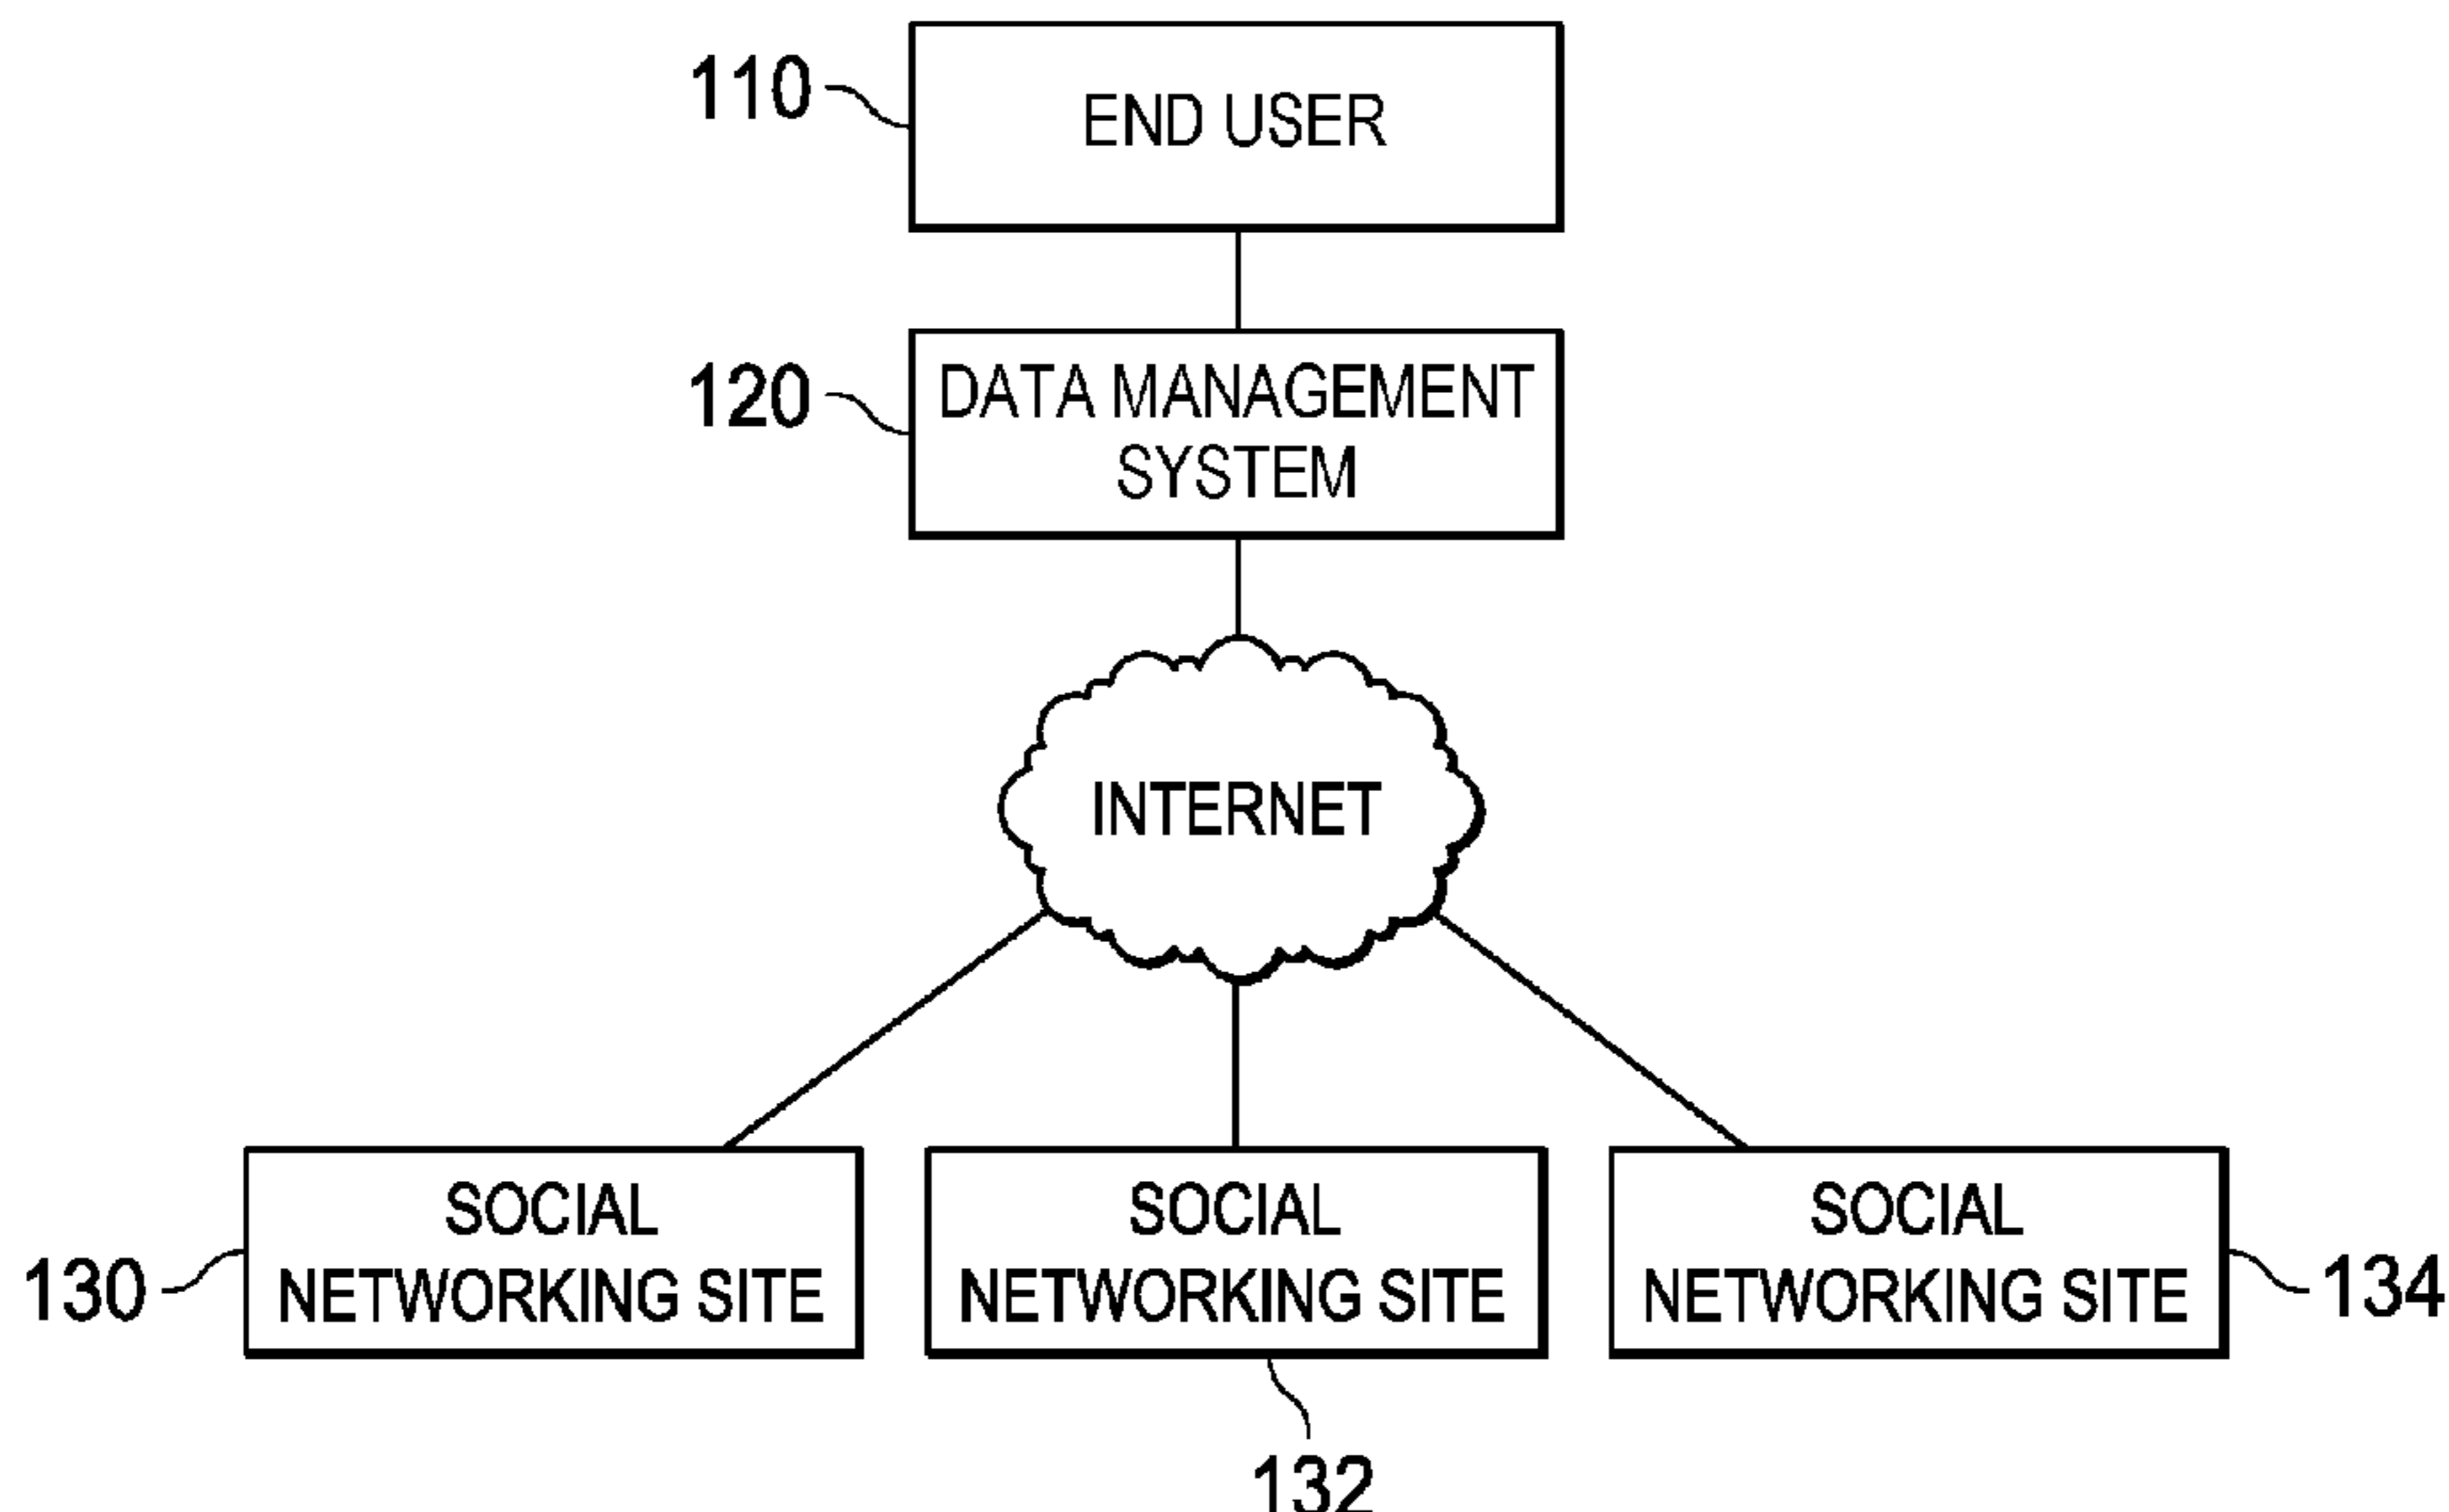 110
END USER
120
DATA MANAGEMENT
SYSTEM
INTERNET
130
SOCIAL
NETWORKING SITE
SOCIAL
NETWORKING SITE
132
SOCIAL
NETWORKING SITE
134